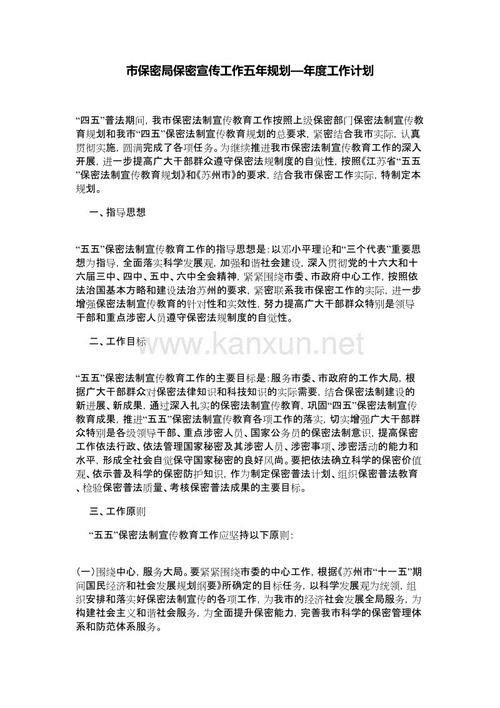 市保密局保密宣传工作五年规划—年度工作计划
“四五”普法期间，我市保密法制宣传教育工作按照上级保密部门保密法制宣传教
育规划和我市“四五”保密法制宣传教育规划的总要求，紧密结合我市实际，认真
贯彻实施，圆满完成了各项任务。为继续推进我市保密法制宣传教育工作的深入
开展，进一步提高广大干部群众遵守保密法规制度的自觉性，按照《江苏省“五五”
保密法制宣传教育规划》和《苏州市》的要求，结合我市保密工作实际，特制定本
规划。
一、指导思想
“五五”保密法制宣传教育工作的指导思想是：以邓小平理论和“三个代表”重要思
想为指导，全面落实科学发展观，加强和谐社会建设，深入贯彻党的十六大和十
六届三中、四中、五中、六中全会精神，紧紧围绕市委、市政府中心工作，按照依
法治国基本方略和建设法治苏州的要求，紧密联系我市保密工作的实际，进一步
增强保密法制宣传教育的针对性和实效性，努力提高广大干部群众特别是领导
干部和重点涉密人员遵守保密法规制度的自觉性。
二、工作目标
www.kanxun.net
“五五”保密法制宣传教育工作的主要目标是：服务市委、市政府的工作大局，根
据广大干部群众对保密法律知识和科技知识的实际需要，结合保密法制建设的
新进展、新成果，通过深入扎实的保密法制宣传教育，巩固“四五”保密法制宣传
教育成果，推进“五五”保密法制宣传教育各项工作的落实，切实增强广大干部群
众特别是各级领导干部、重点涉密人员、国家公务员的保密法制意识，提高保密
工作依法行政、依法管理国家秘密及其涉密人员、涉密事项、涉密活动的能力和
水平，形成全社会自觉保守国家秘密的良好风尚。要把依法确立科学的保密价值
观、依示普及科学的保密防护知识，作为制定保密普法计划、组织保密普法教育
、检验保密普法质量、考核保密普法成果的主要目标。
三、工作原则
“五五”保密法制宣传教育工作应坚持以下原则：
（一）围绕中心，服务大局。要紧紧围绕市委的中心工作，根据《苏州市“十一五”期
间国民经济和社会发展规划纲要》所确定的目标任务，以科学发展观为统领，组
织安排和落实好保密法制宣传的各项工作，为我市的经济社会发展全局服务，为
构建社会主义和谐社会服务，为全面提升保密能力，完善我市科学的保密管理体
系和防范体系服务。